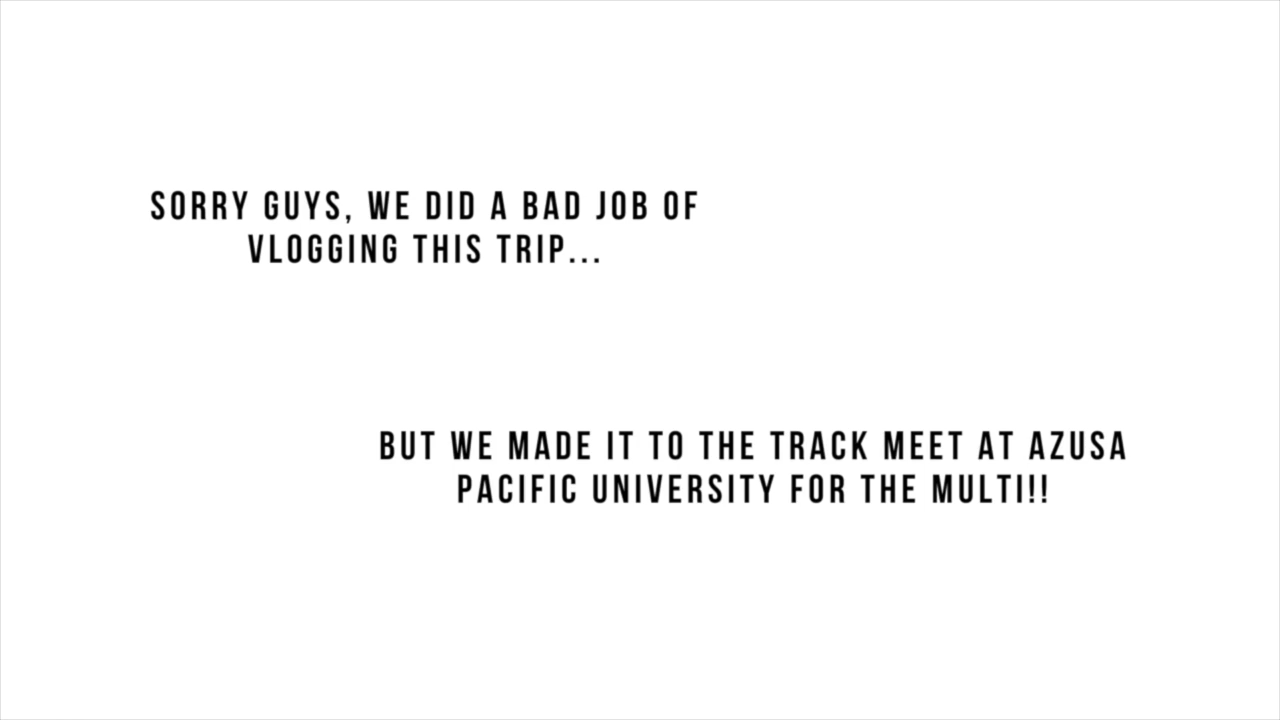 SORRY GUYS, WE DID A BAD JOB OF
VLOGGING THIS TRIP...
BUT WE MADE IT TO THE TRACK MEET AT AZUSA
PACIFIC UNIVERSITY FOR THE MULTI!!